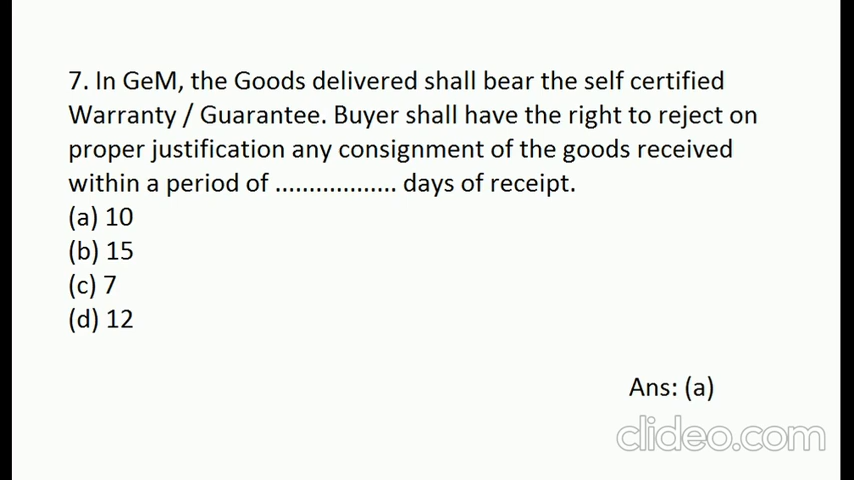 7. In GeM, the Goods delivered shall bear the self certified
Warranty / Guarantee. Buyer shall have the right to reject on
proper justification any consignment of the goods received
within a period of .................. days of receipt.
(a) 10
(b) 15
(c) 7
(d) 12
Ans: (a)
clideo.com